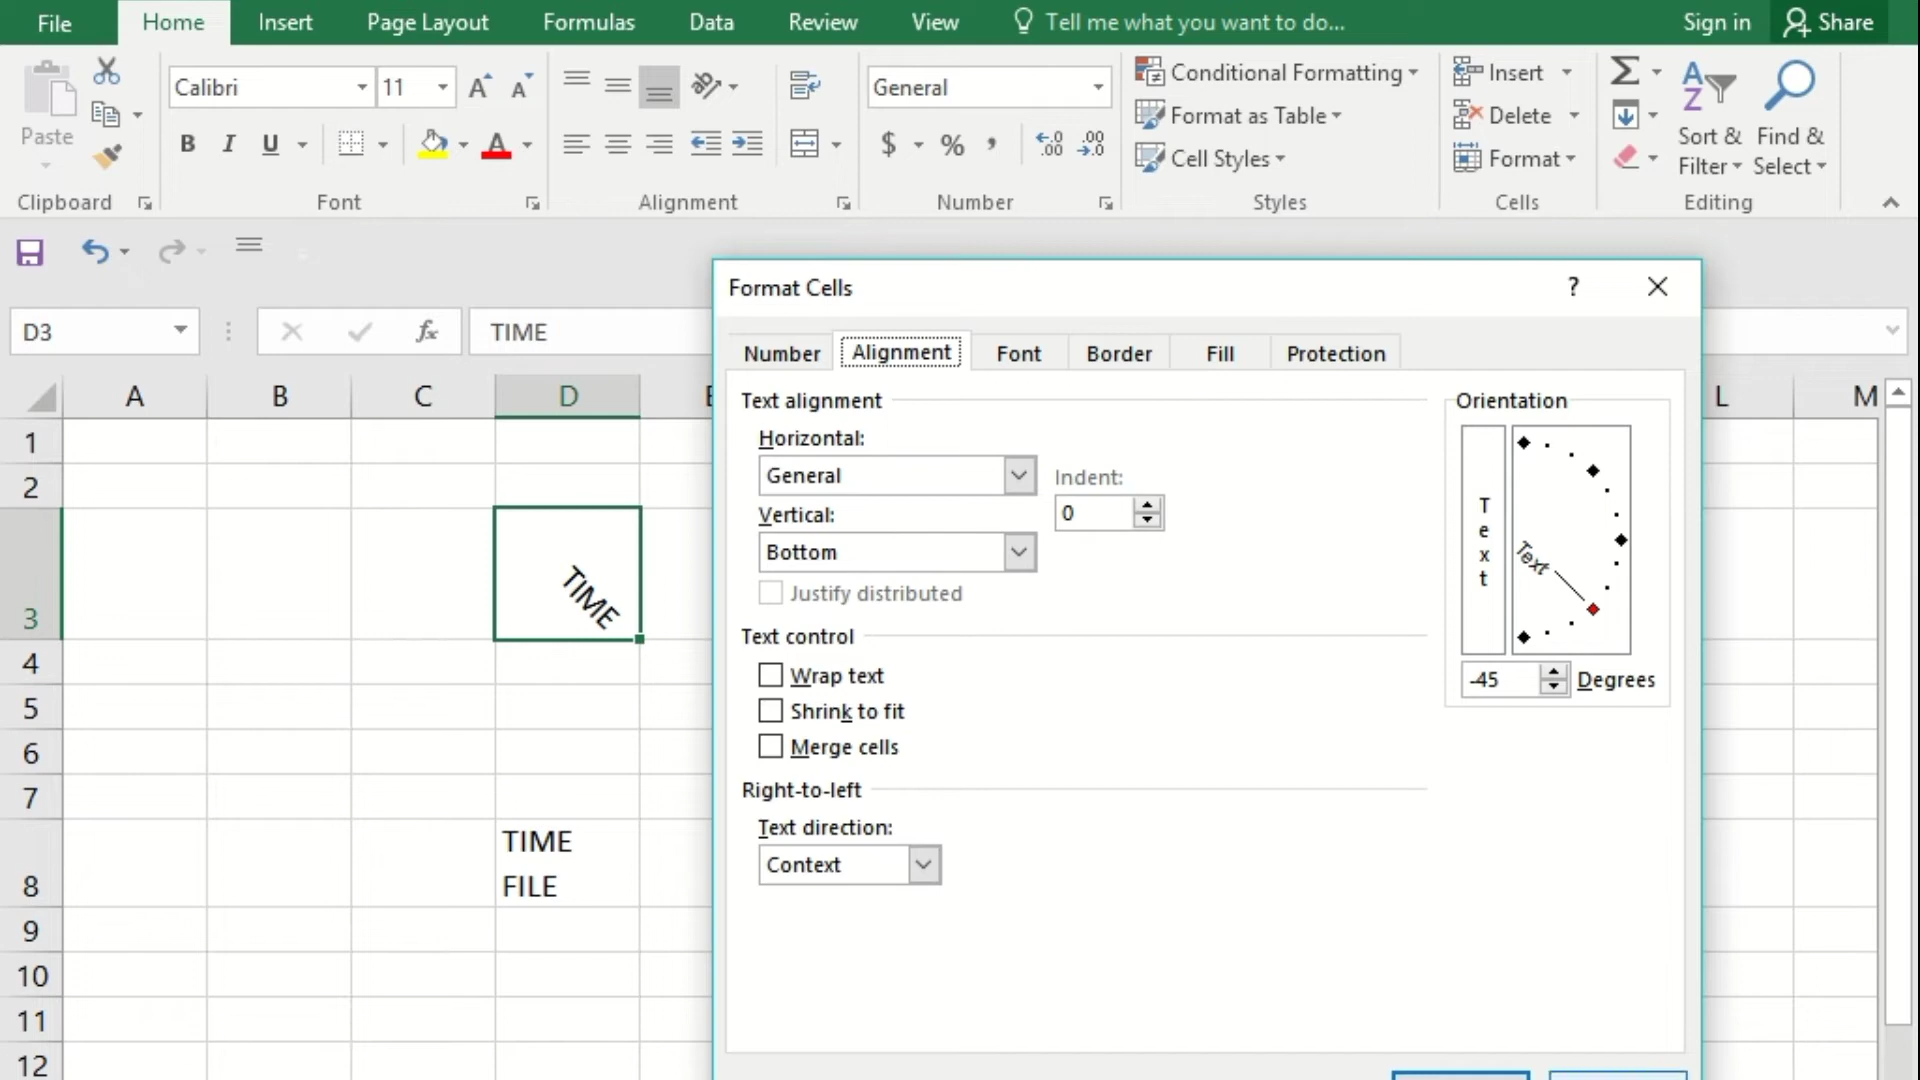 File Home Insert Page Layout Formulas Data Review View Tell me what you want to do... Sign in Share
Calibri 11 General Conditional Formatting Insert
Paste Format as Table Delete
B I U $ % , .00 .00 Cell Styles Format Sort & Filter Find & Select
Clipboard Font Alignment Number Styles Cells Editing
Format Cells ?
D3 fx TIME
Number Alignment Font Border Fill Protection
A B C D L M
Text alignment Orientation
Horizontal:
General Indent:
0
Vertical:
Bottom
Justify distributed
Text
Text
-45 Degrees
Text control
Wrap text
Shrink to fit
Merge cells
Right-to-left
Text direction:
Context
1
2
3 TIME
4
5
6
7
8 TIME
FILE
9
10
11
12